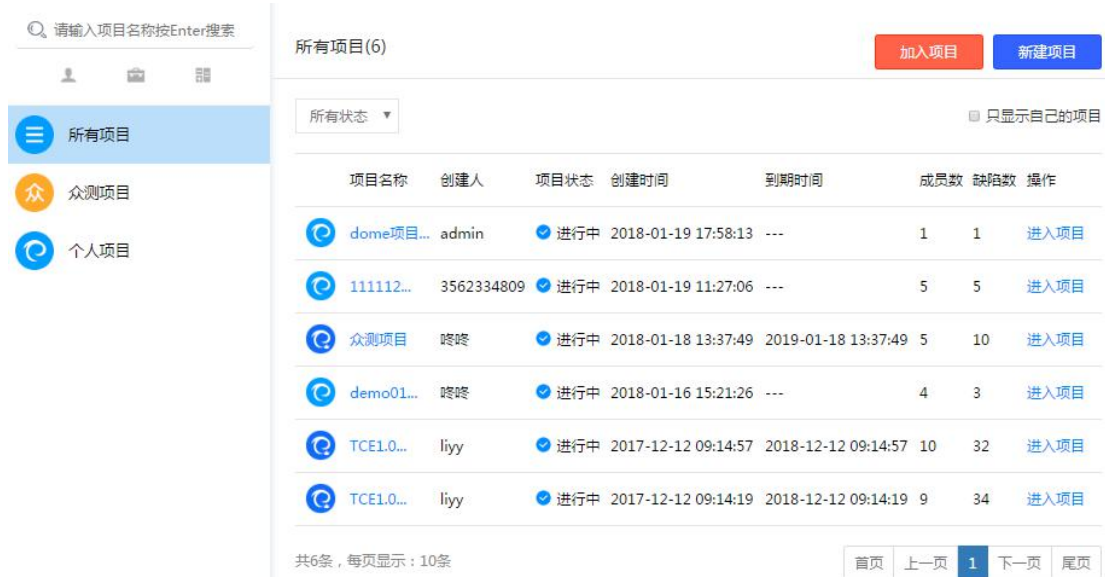 请输入项目名称按Enter搜索
所有项目
众
众测项目
个人项目
所有项目(6)
加入项目 新建项目
所有状态 ▼
只显示自己的项目
项目名称 创建人 项目状态 创建时间 到期时间 成员数 缺陷数 操作
dome项目... admin 进行中 2018-01-19 17:58:13 --- 1 1 进入项目
111112... 3562334809 进行中 2018-01-19 11:27:06 --- 5 5 进入项目
众测项目 咚咚 进行中 2018-01-18 13:37:49 2019-01-18 13:37:49 5 10 进入项目
demo01... 咚咚 进行中 2018-01-16 15:21:26 --- 4 3 进入项目
TCE1.0... liyy 进行中 2017-12-12 09:14:57 2018-12-12 09:14:57 10 32 进入项目
TCE1.0... liyy 进行中 2017-12-12 09:14:19 2018-12-12 09:14:19 9 34 进入项目
共6条，每页显示：10条
首页 上一页 1 下一页 尾页